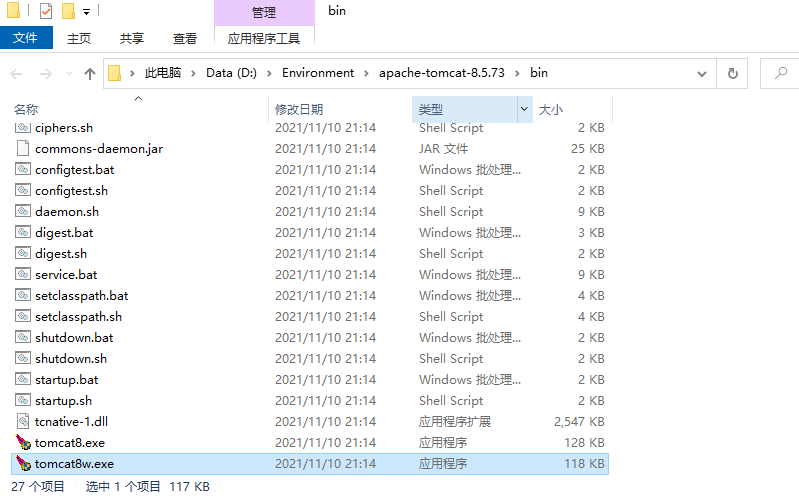 管理 bin
文件 主页 共享 查看 应用程序工具
此电脑 Data (D:) Environment apache-tomcat-8.5.73 bin
名称 修改日期 类型 大小
ciphers.sh 2021/11/10 21:14 Shell Script 2 KB
commons-daemon.jar 2021/11/10 21:14 JAR 文件 25 KB
configtest.bat 2021/11/10 21:14 Windows 批处理... 2 KB
configtest.sh 2021/11/10 21:14 Shell Script 2 KB
daemon.sh 2021/11/10 21:14 Shell Script 9 KB
digest.bat 2021/11/10 21:14 Windows 批处理... 3 KB
digest.sh 2021/11/10 21:14 Shell Script 2 KB
service.bat 2021/11/10 21:14 Windows 批处理... 9 KB
setclasspath.bat 2021/11/10 21:14 Windows 批处理... 4 KB
setclasspath.sh 2021/11/10 21:14 Shell Script 4 KB
shutdown.bat 2021/11/10 21:14 Windows 批处理... 2 KB
shutdown.sh 2021/11/10 21:14 Shell Script 2 KB
startup.bat 2021/11/10 21:14 Windows 批处理... 2 KB
startup.sh 2021/11/10 21:14 Shell Script 2 KB
tcnative-1.dll 2021/11/10 21:14 应用程序扩展 2,547 KB
tomcat8.exe 2021/11/10 21:14 应用程序 128 KB
tomcat8w.exe 2021/11/10 21:14 应用程序 118 KB
27 个项目 选中 1 个项目 117 KB